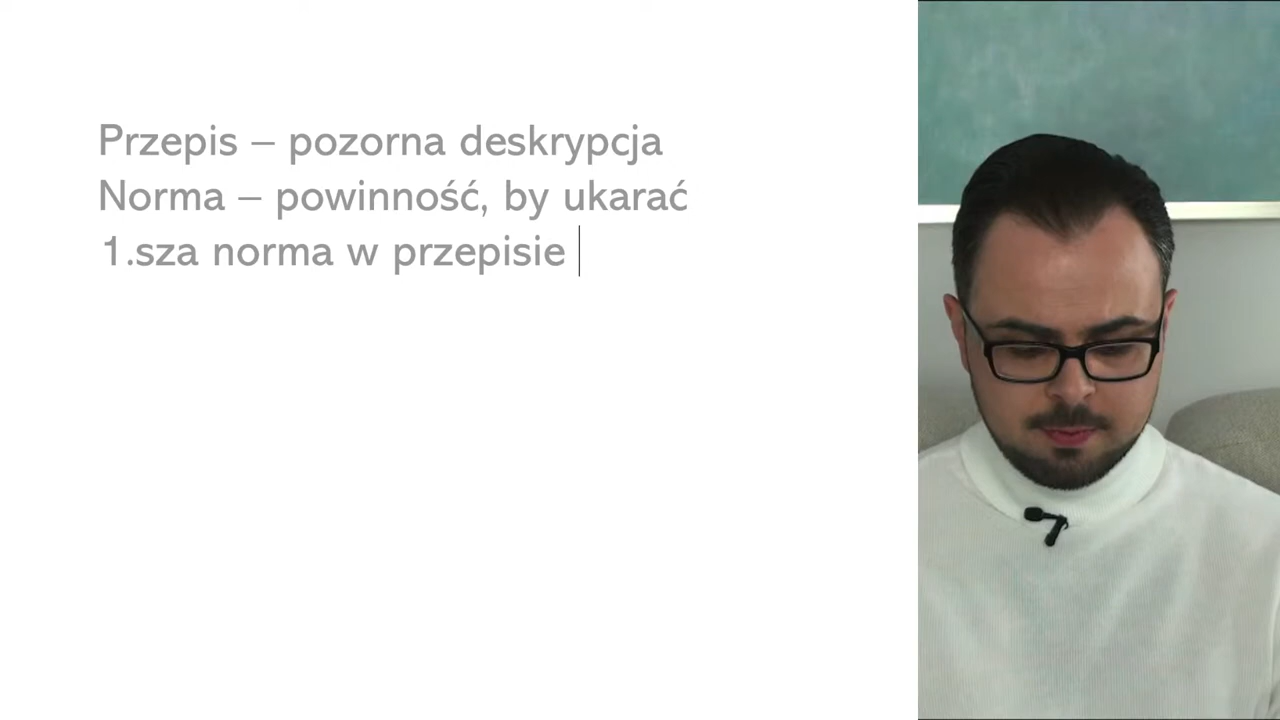 Przepis – pozorna deskrypcja
Norma – powinność, by ukarać
1.sza norma w przepisie